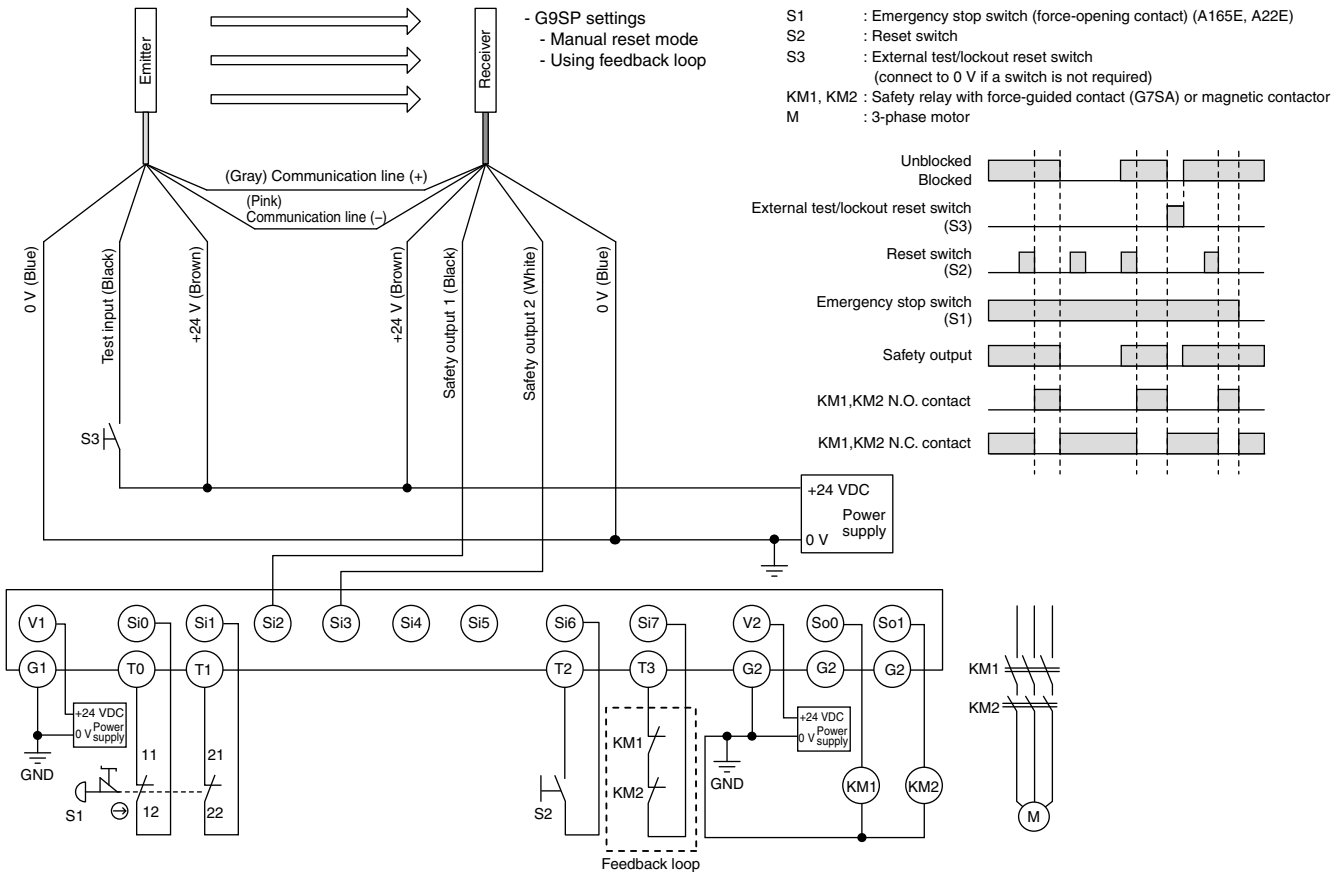 - G9SP settings
- Manual reset mode
- Using feedback loop
S1 : Emergency stop switch (force-opening contact) (A165E, A22E)
S2 : Reset switch
S3 : External test/lockout reset switch
(connect to 0 V if a switch is not required)
KM1, KM2 : Safety relay with force-guided contact (G7SA) or magnetic contactor
M : 3-phase motor
Emitter
Receiver
(Gray) Communication line (+)
(Pink)
Communication line (−)
0 V (Blue)
Test input (Black)
+24 V (Brown)
+24 V (Brown)
Safety output 1 (Black)
Safety output 2 (White)
0 V (Blue)
S3
+24 VDC
Power
supply
0 V
Unblocked
Blocked
External test/lockout reset switch
(S3)
Reset switch
(S2)
Emergency stop switch
(S1)
Safety output
KM1,KM2 N.O. contact
KM1,KM2 N.C. contact
V1 Si0 Si1 Si2 Si3 Si4 Si5 Si6 Si7 V2 So0 So1
G1 T0 T1 T2 T3 G2 G2 G2
+24 VDC
0 V Power
supply
GND
11
21
S1
12
22
S2
KM1
KM2
Feedback loop
+24 VDC
0 V Power
supply
GND
KM1
KM2
KM1
KM2
M